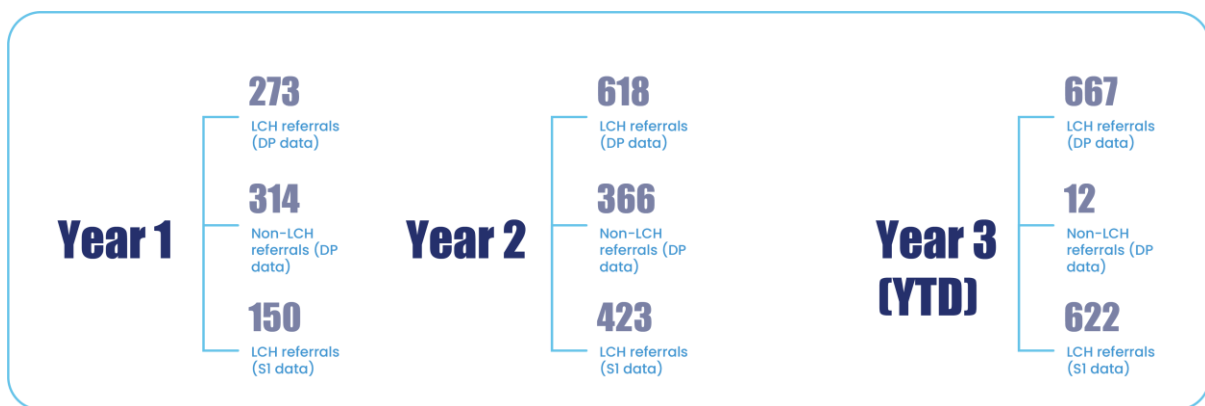 Year 1
273
LCH referrals
(DP data)
314
Non-LCH
referrals (DP
data)
150
LCH referrals
(S1 data)
Year 2
618
LCH referrals
(DP data)
366
Non-LCH
referrals (DP
data)
423
LCH referrals
(S1 data)
Year 3
(YTD)
667
LCH referrals
(DP data)
12
Non-LCH
referrals (DP
data)
622
LCH referrals
(S1 data)